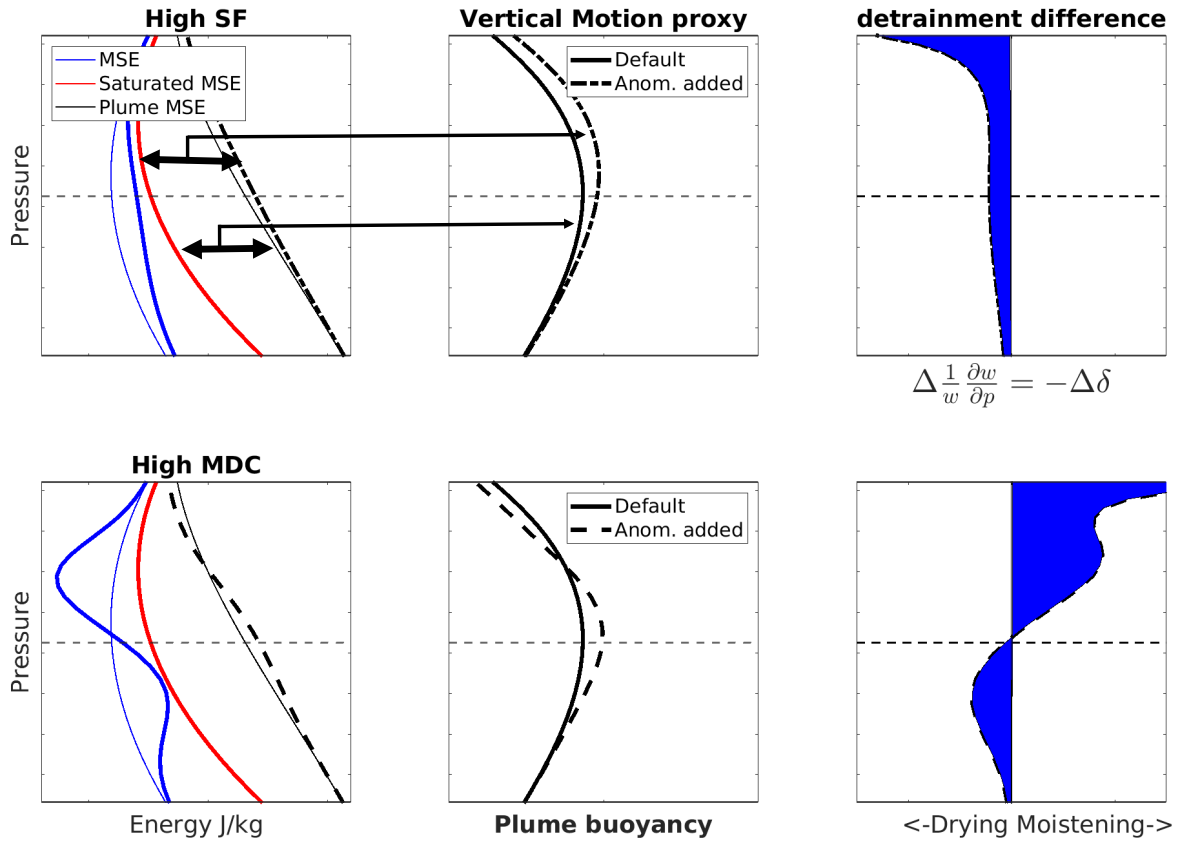 High SF
Vertical Motion proxy
detrainment difference
MSE
Saturated MSE
Plume MSE
Default
Anom. added
Pressure
Δ 1/w ∂w/∂p = −Δδ
High MDC
Default
Anom. added
Pressure
Energy J/kg
Plume buoyancy
<-Drying Moistening->